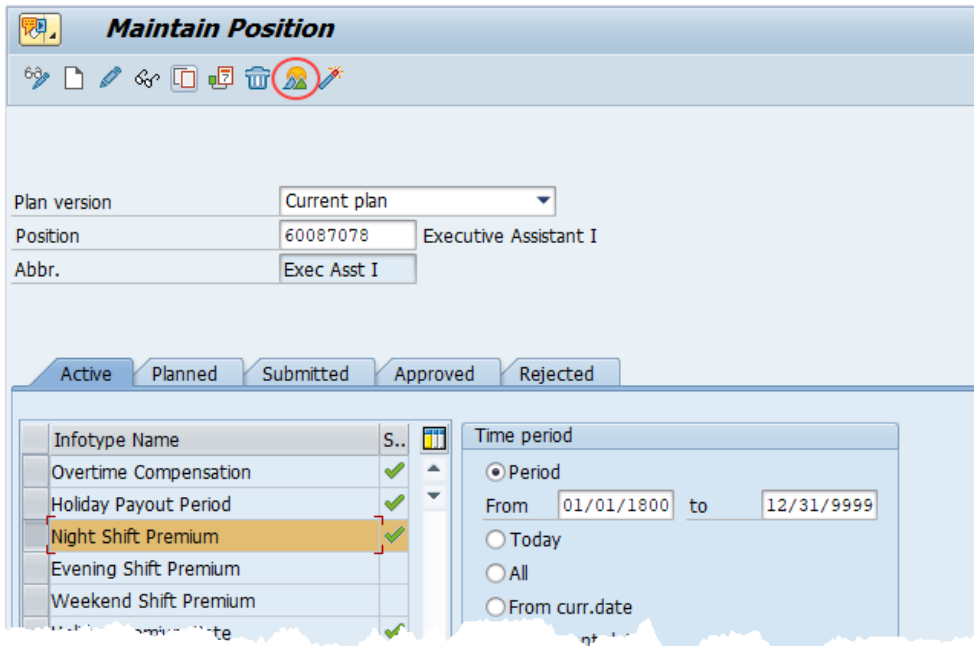 Maintain Position
Plan version Current plan
Position 60087078 Executive Assistant I
Abbr. Exec Asst I
Active Planned Submitted Approved Rejected
Infotype Name S.. Time period
Overtime Compensation Period
Holiday Payout Period From 01/01/1800 to 12/31/9999
Night Shift Premium Today
Evening Shift Premium All
Weekend Shift Premium From curr.date